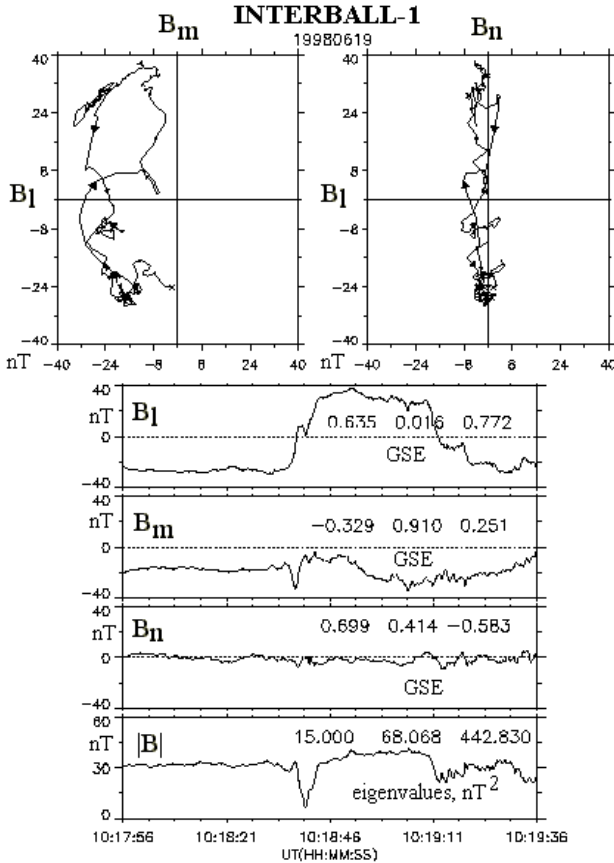 INTERBALL-1
19980619
Bm Bn
40 40
24 24
8 8
Bl Bl
−8 −8
−24 −24
−40 −40
nT −40 −24 −8 8 24 40 nT −40 −24 −8 8 24 40
40
nT Bl
0.635 0.016 0.772
0
GSE
−40
40
nT Bm
−0.329 0.910 0.251
0
GSE
−40
40
nT Bn
0.699 0.414 −0.583
0
GSE
−40
60
nT |B| 15.000 68.068 442.830
30
eigenvalues, nT2
0
10:17:56 10:18:21 10:18:46 10:19:11 10:19:36
UT(HH:MM:SS)